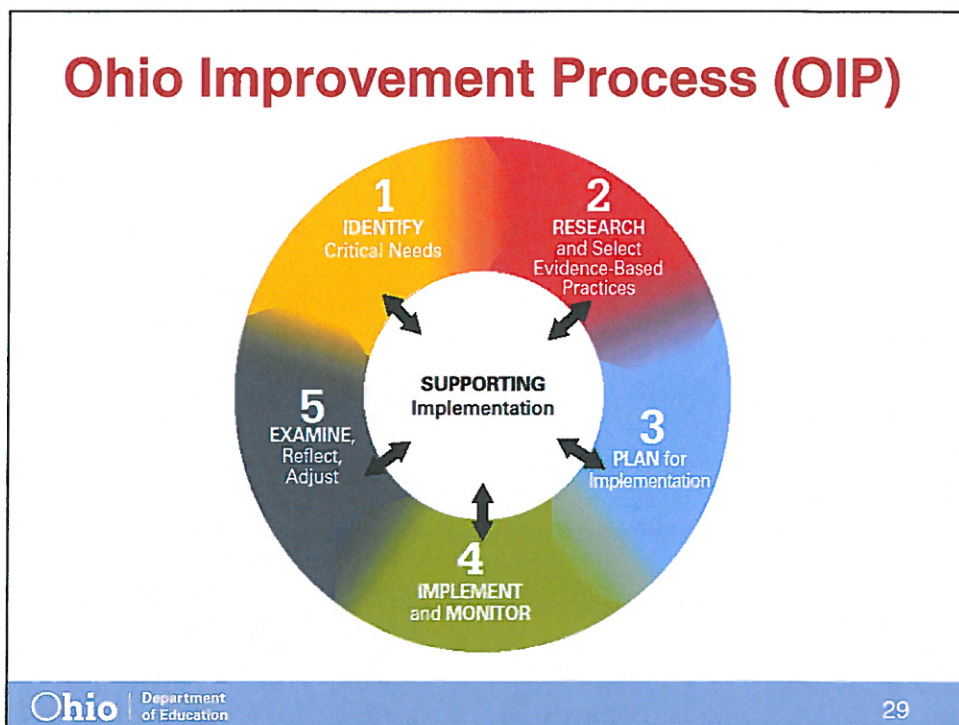 Ohio Improvement Process (OIP)
1
IDENTIFY
Critical Needs
2
RESEARCH
and Select
Evidence-Based
Practices
SUPPORTING
Implementation
3
PLAN for
Implementation
4
IMPLEMENT
and MONITOR
5
EXAMINE,
Reflect,
Adjust
Ohio
Department
of Education
29